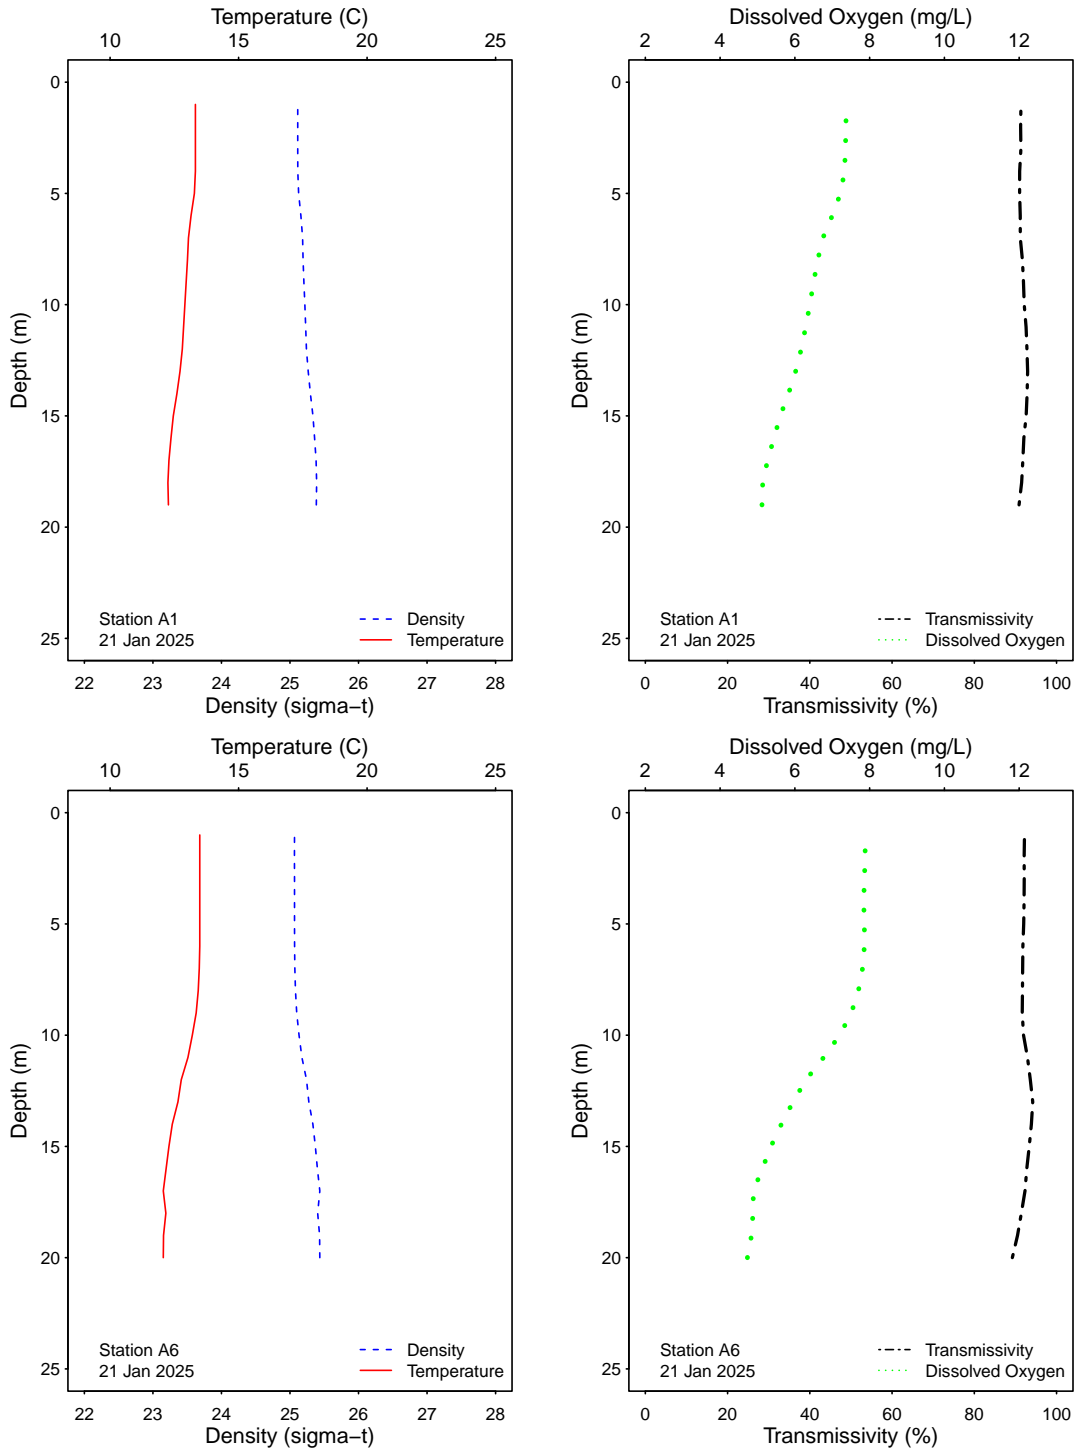 Temperature (C)
10 15 20 25
0
5
10
15
20
25
Depth (m)
Station A1
21 Jan 2025
Density
Temperature
22 23 24 25 26 27 28
Density (sigma−t)
Dissolved Oxygen (mg/L)
2 4 6 8 10 12
0
5
10
15
20
25
Depth (m)
Station A1
21 Jan 2025
Transmissivity
Dissolved Oxygen
0 20 40 60 80 100
Transmissivity (%)
Temperature (C)
10 15 20 25
0
5
10
15
20
25
Depth (m)
Station A6
21 Jan 2025
Density
Temperature
22 23 24 25 26 27 28
Density (sigma−t)
Dissolved Oxygen (mg/L)
2 4 6 8 10 12
0
5
10
15
20
25
Depth (m)
Station A6
21 Jan 2025
Transmissivity
Dissolved Oxygen
0 20 40 60 80 100
Transmissivity (%)